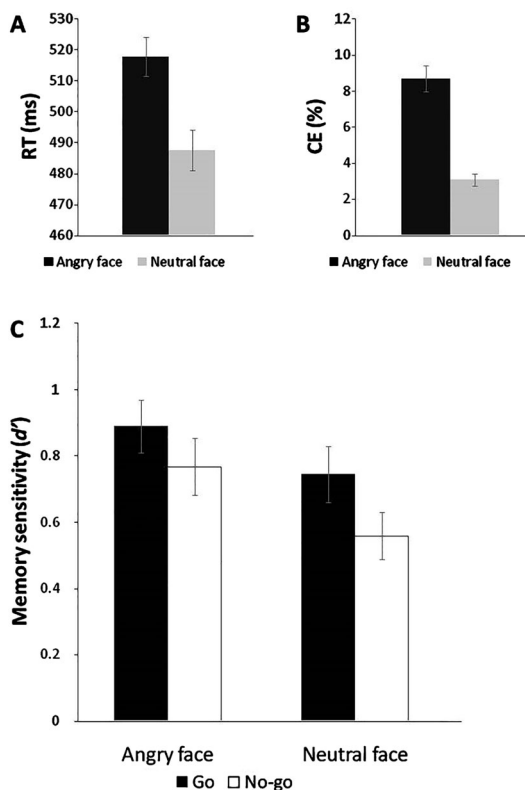 A
RT (ms)
530
520
510
500
490
480
470
460
Angry face Neutral face
B
CE (%)
12
10
8
6
4
2
0
Angry face Neutral face
C
Memory sensitivity (d')
1.2
1
0.8
0.6
0.4
0.2
0
Angry face Neutral face
Go No-go